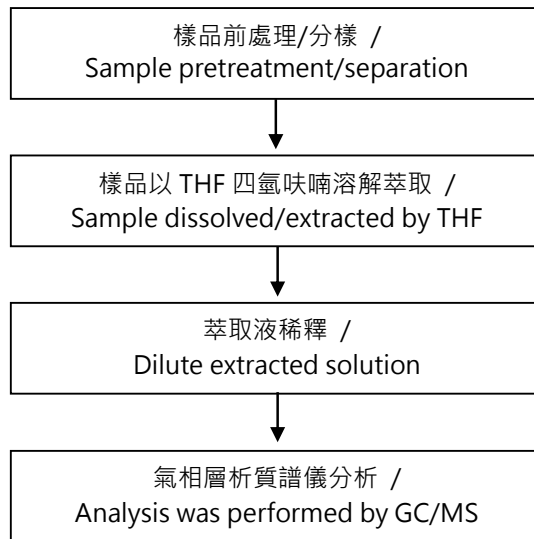 樣品前處理/分樣 /
Sample pretreatment/separation
樣品以 THF 四氫呋喃溶解萃取 /
Sample dissolved/extracted by THF
萃取液稀釋 /
Dilute extracted solution
氣相層析質譜儀分析 /
Analysis was performed by GC/MS